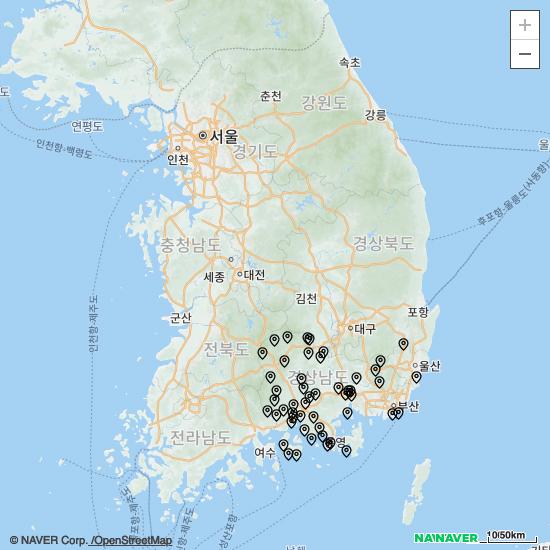 속초
춘천
강원도
강릉
도
연평도
서울
인천
경기도
울
인천항-백령도
후포항-울릉도(사동항)
충청남도
경상북도
세종
대전
김천
인천항-제주도
군산
포항
대구
전북도
울산
경상남도
부산
전라남도
여수
영
성산포항
10/50km
© NAVER Corp. /OpenStreetMap
NA!NAVER